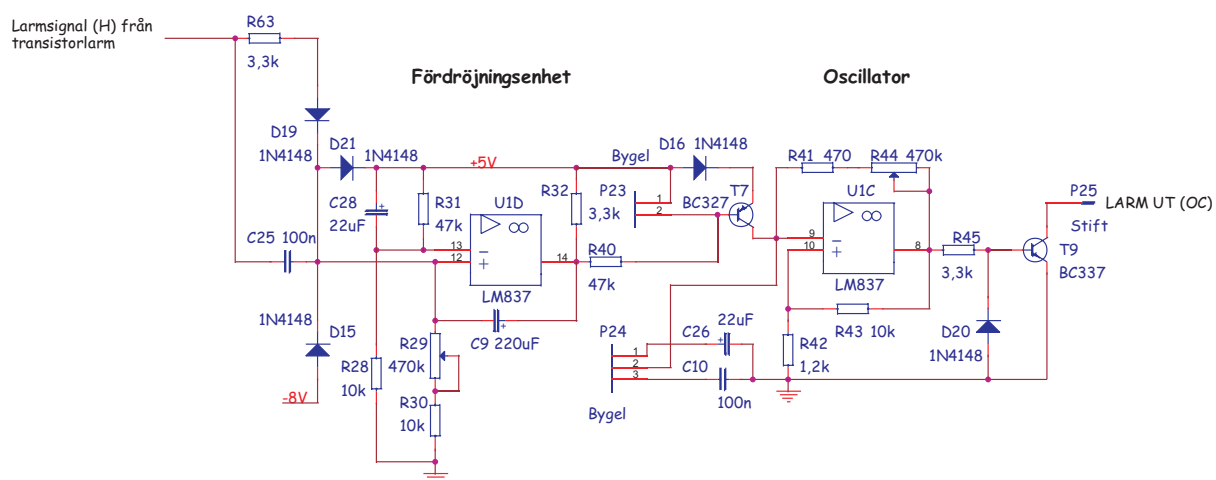 Larmsignal (H) från
transistorlarm
R63
3,3k
Fördröjningsenhet
Oscillator
D19
1N4148
D21
1N4148
+5V
Bygel
D16 1N4148
R41 470
R44 470k
C28
22uF
R31
47k
U1D
R32
3,3k
P23
1
2
T7
BC327
U1C
P25
LARM UT (OC)
Stift
C25 100n
13
12
14
R40
47k
9
10
8
R45
3,3k
T9
BC337
LM837
LM837
1N4148
D15
C9 220uF
P24
C26
22uF
R43 10k
D20
1N4148
R28
10k
R29
470k
1
2
3
C10
100n
R42
1,2k
-8V
R30
10k
Bygel